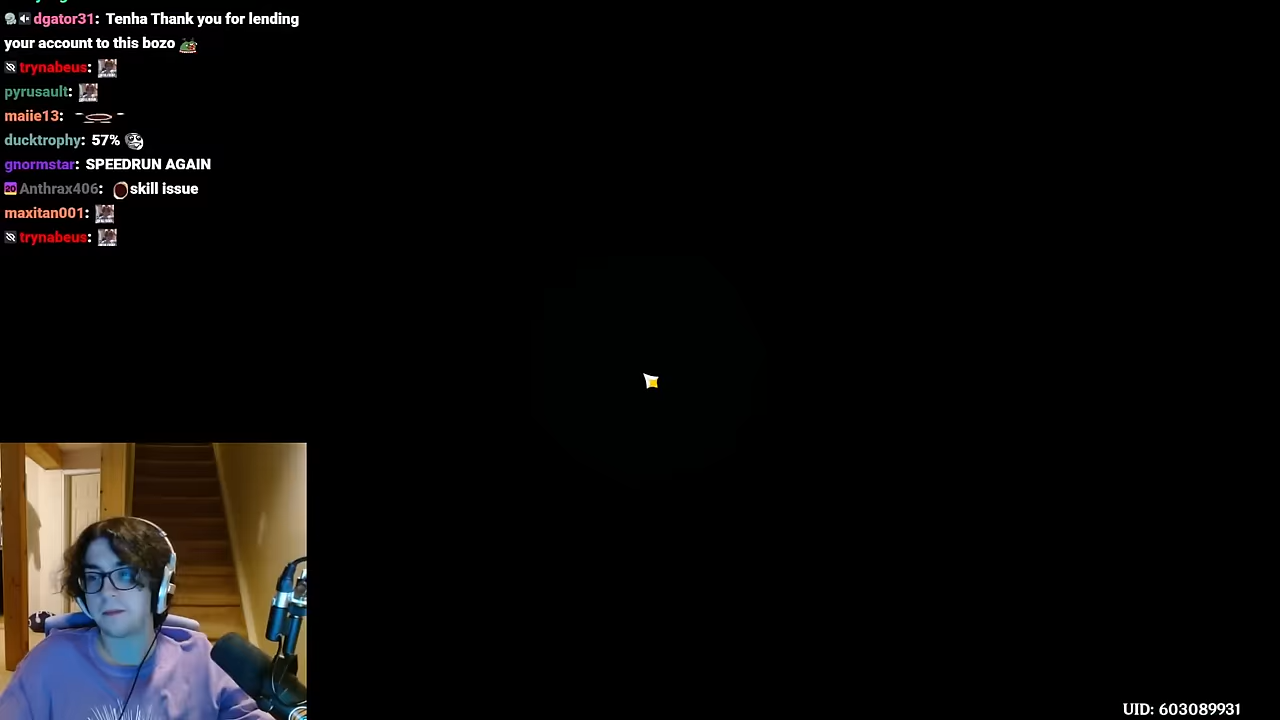 dgator31: Tenha Thank you for lending
your account to this bozo
trynabeus:
pyrusault:
maiie13:
ducktrophy: 57%
gnormstar: SPEEDRUN AGAIN
Anthrax406: skill issue
maxitan001:
trynabeus:
UID: 603089931